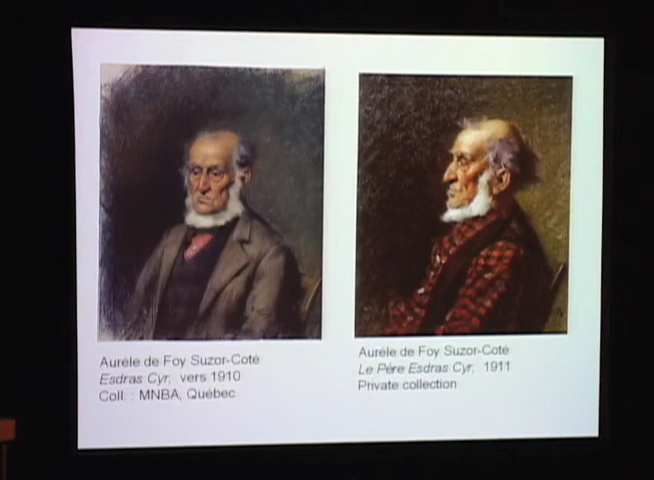 Aurèle de Foy Suzor-Coté
Esdras Cyr, vers 1910
Coll. : MNBA, Québec
Aurèle de Foy Suzor-Coté
Le Père Esdras Cyr, 1911
Private collection